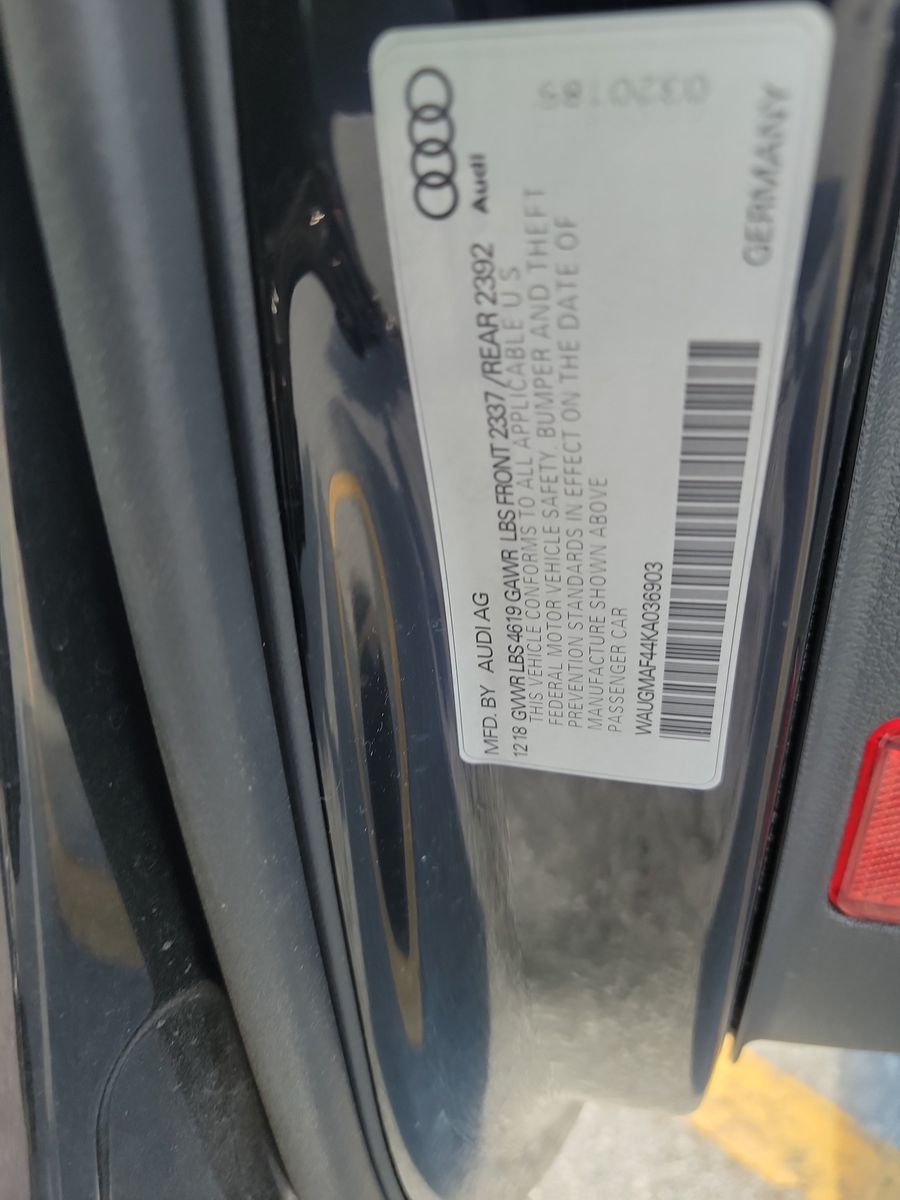 Audi
MFD. BY AUDI AG
12 18 GVWR LBS 4619 GAWR LBS FRONT 2337 /REAR 2392
THIS VEHICLE CONFORMS TO ALL APPLICABLE U S
FEDERAL MOTOR VEHICLE SAFETY. BUMPER AND THEFT
PREVENTION STANDARDS IN EFFECT ON THE DATE OF
MANUFACTURE SHOWN ABOVE
PASSENGER CAR
WAUGMAF44KA036903
GERMANY